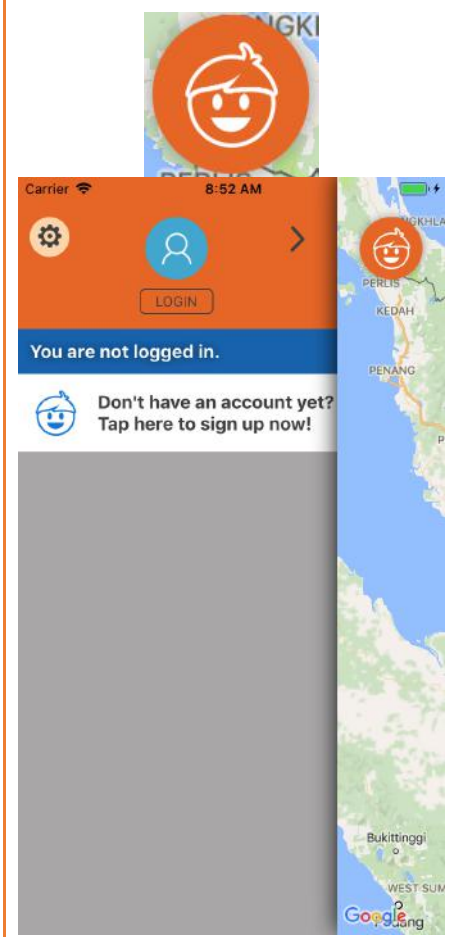 Carrier
8:52 AM
LOGIN
You are not logged in.
Don't have an account yet?
Tap here to sign up now!
PERLIS
KEDAH
PENANG
Bukittinggi
WEST SUM
Google